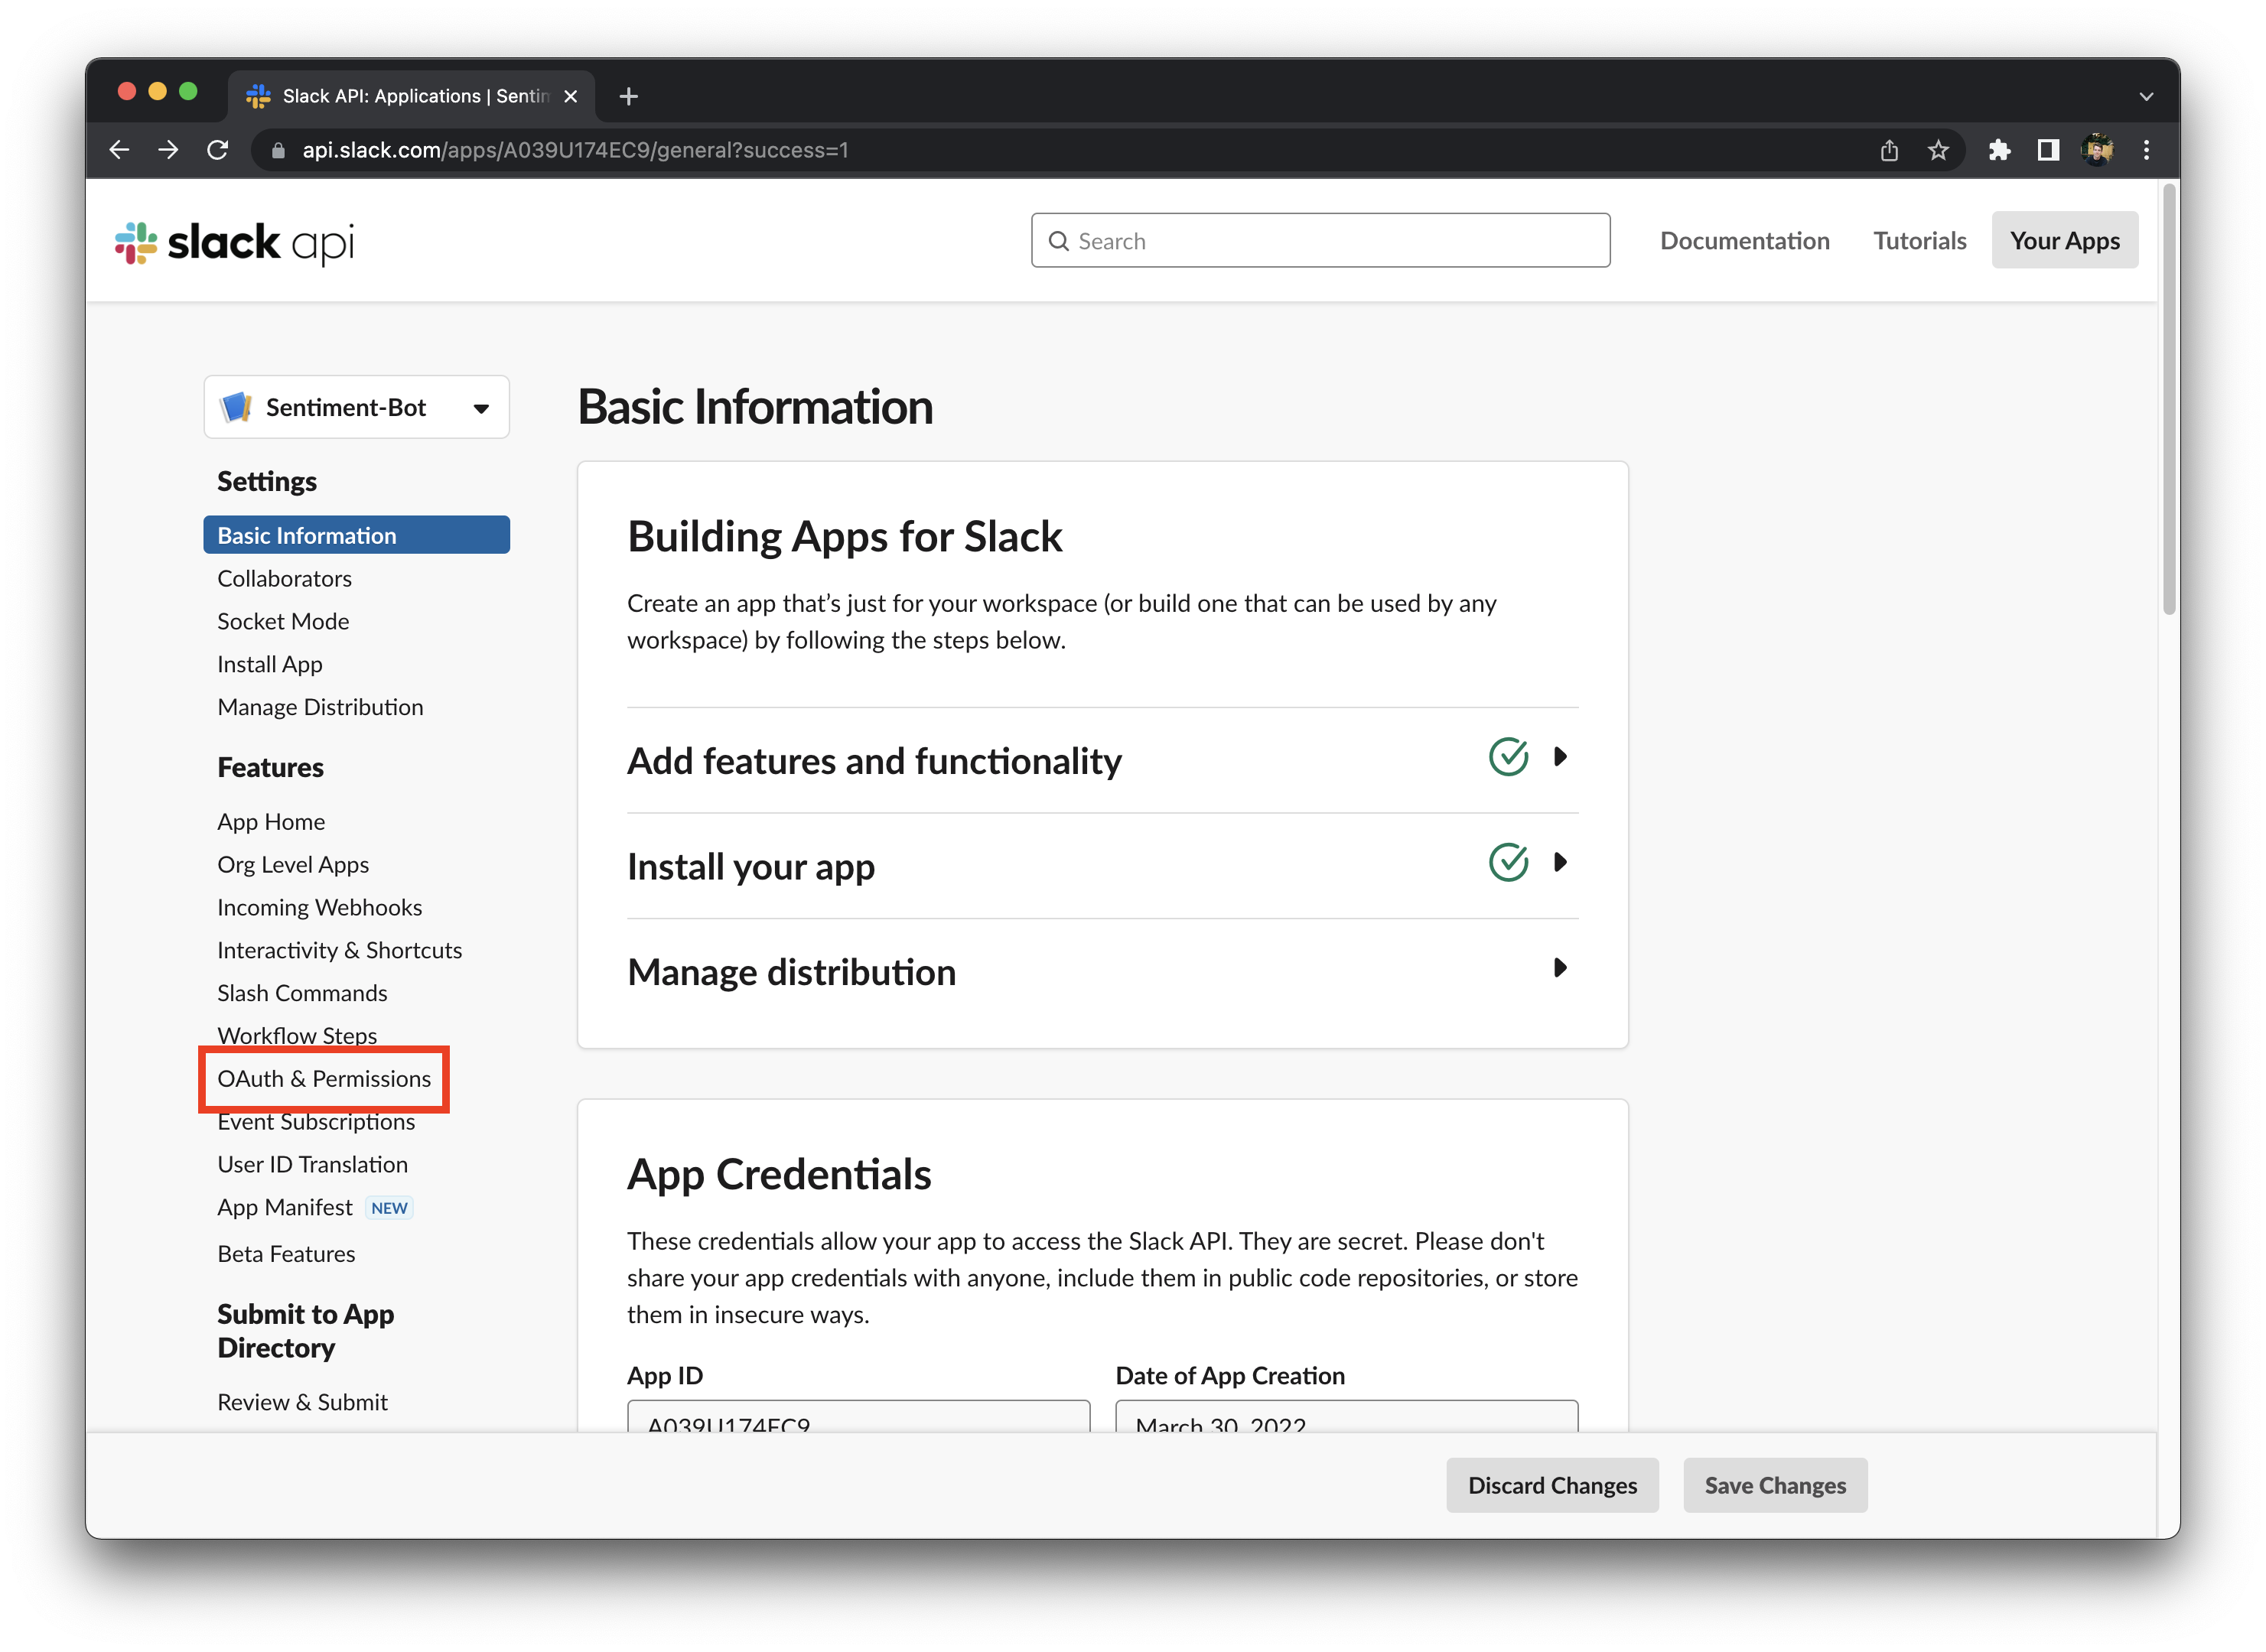 Slack API: Applications | Sentim
api.slack.com/apps/A039U174EC9/general?success=1
slack api
Search
Documentation
Tutorials
Your Apps
Sentiment-Bot
Settings
Basic Information
Collaborators
Socket Mode
Install App
Manage Distribution
Features
App Home
Org Level Apps
Incoming Webhooks
Interactivity & Shortcuts
Slash Commands
Workflow Steps
OAuth & Permissions
Event Subscriptions
User ID Translation
App Manifest NEW
Beta Features
Submit to App
Directory
Review & Submit
Basic Information
Building Apps for Slack
Create an app that’s just for your workspace (or build one that can be used by any
workspace) by following the steps below.
Add features and functionality
Install your app
Manage distribution
App Credentials
These credentials allow your app to access the Slack API. They are secret. Please don't
share your app credentials with anyone, include them in public code repositories, or store
them in insecure ways.
App ID
Date of App Creation
A039U174EC9
March 30, 2022
Discard Changes
Save Changes